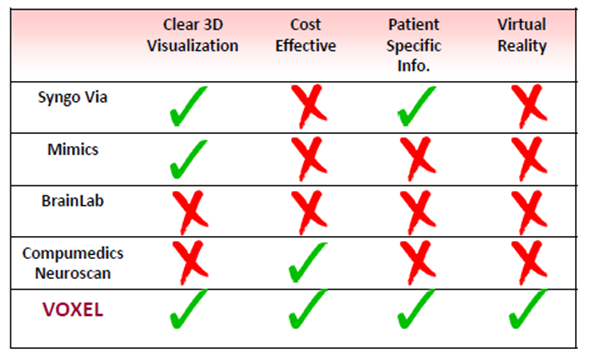 Clear 3D Visualization
Cost Effective
Patient Specific Info.
Virtual Reality
Syngo Via
Mimics
BrainLab
Compumedics Neuroscan
VOXEL